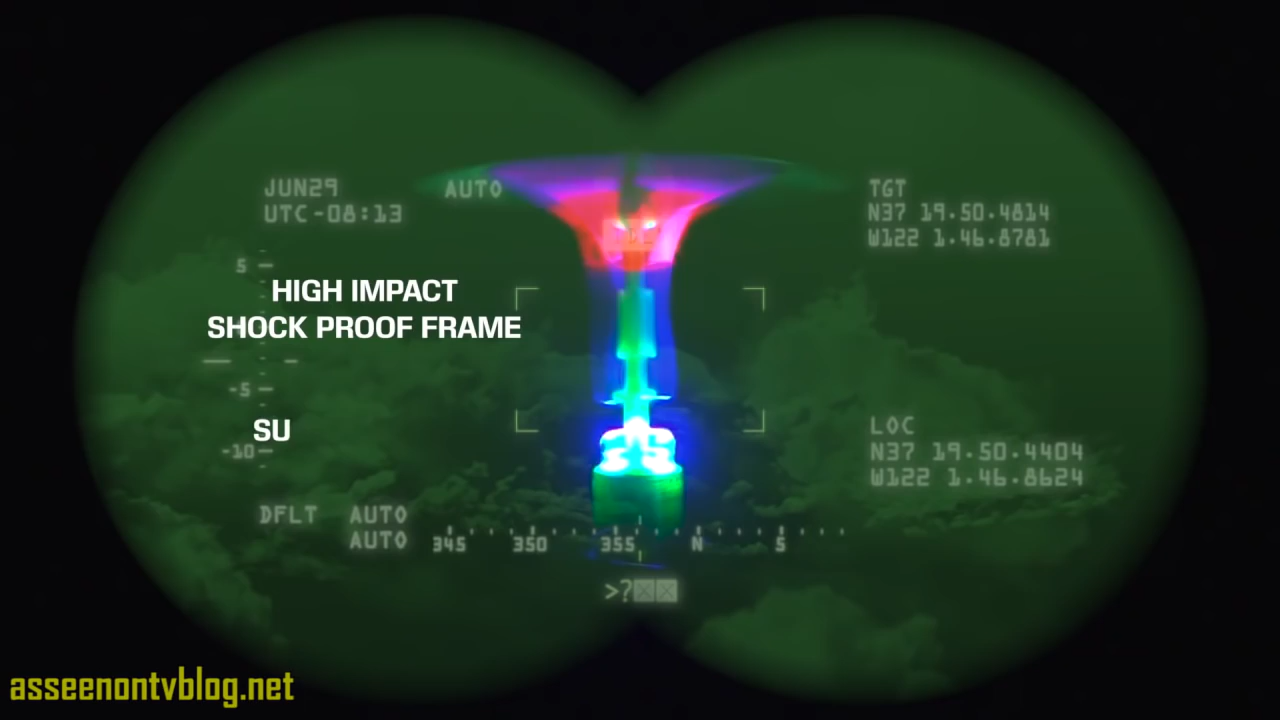 JUN29
UTC-08:13
AUTO
TGT
N37 19.50.4814
W122 1.46.8781
5
HIGH IMPACT
SHOCK PROOF FRAME
-5
SU
-10
LOC
N37 19.50.4404
W122 1.46.8624
DFLT AUTO
AUTO
345 350 355 N 5
>?
asseenontvblog.net